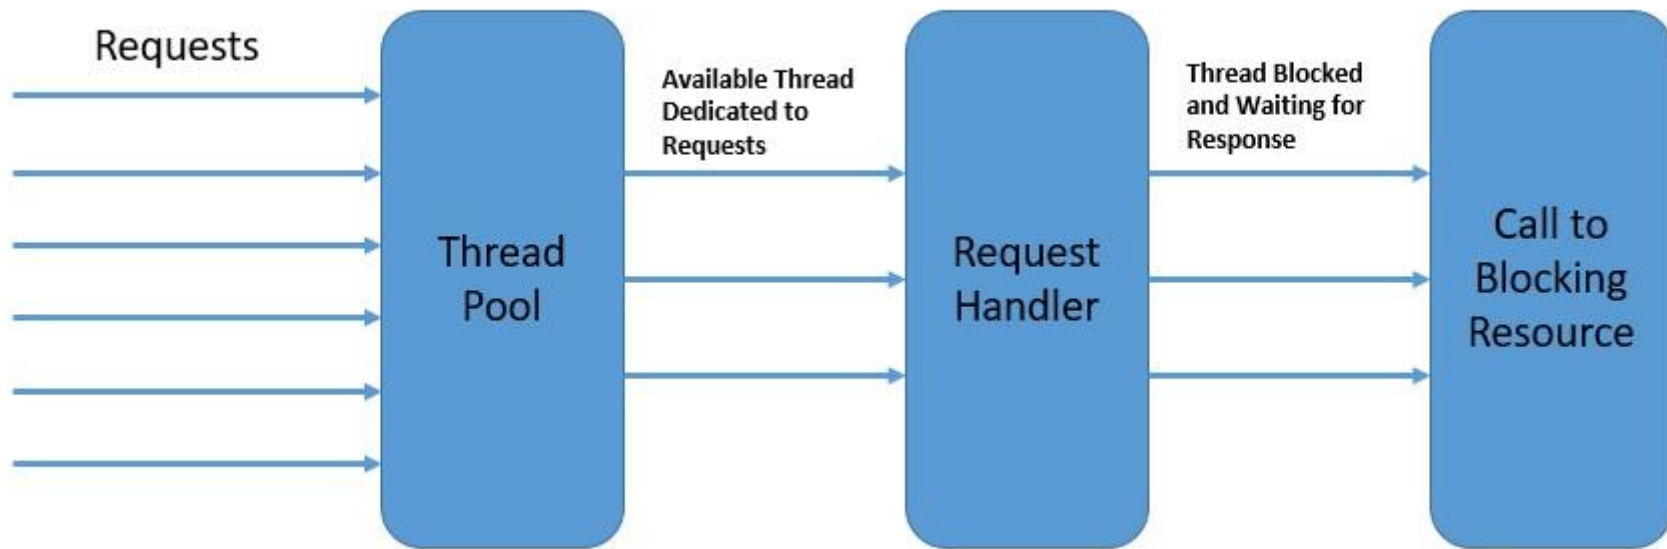 Requests
Thread
Pool
Available Thread
Dedicated to
Requests
Request
Handler
Thread Blocked
and Waiting for
Response
Call to
Blocking
Resource